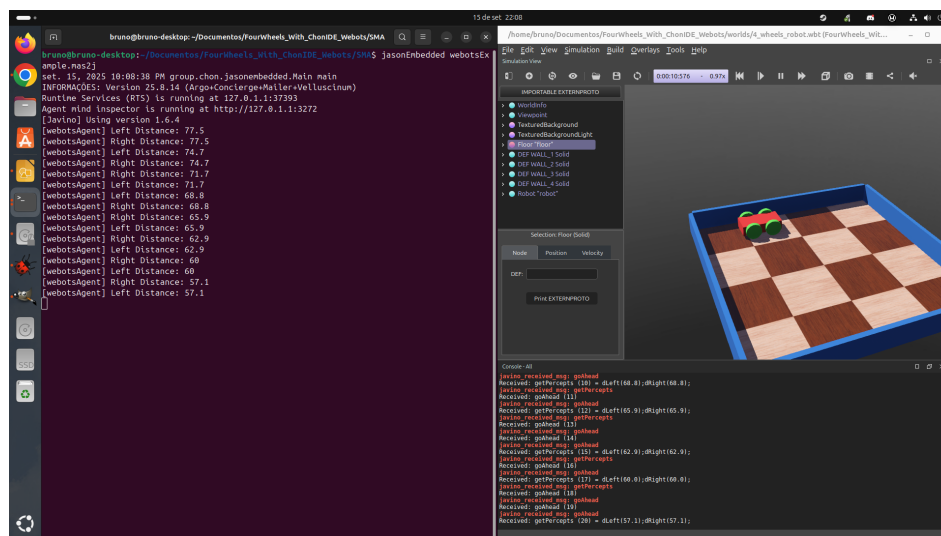 15 de set 22:08
bruno@bruno-desktop: ~/Documentos/FourWheels_With_ChonIDE_Webots/SMA
bruno@bruno-desktop:~/Documentos/FourWheels_With_ChonIDE_Webots/SMA$ jasonEmbedded webotsEx
ample.mas2j
set. 15, 2025 10:08:38 PM group.chon.jasonembedded.Main main
INFORMAÇÕES: Version 25.8.14 (Argo+Concierge+Mailer+Velluscinum)
Runtime Services (RTS) is running at 127.0.1.1:37393
Agent mind inspector is running at http://127.0.1.1:3272
[Javino] Using version 1.6.4
[webotsAgent] Left Distance: 77.5
[webotsAgent] Right Distance: 77.5
[webotsAgent] Left Distance: 74.7
[webotsAgent] Right Distance: 74.7
[webotsAgent] Right Distance: 71.7
[webotsAgent] Left Distance: 71.7
[webotsAgent] Left Distance: 68.8
[webotsAgent] Right Distance: 68.8
[webotsAgent] Right Distance: 65.9
[webotsAgent] Left Distance: 65.9
[webotsAgent] Right Distance: 62.9
[webotsAgent] Left Distance: 62.9
[webotsAgent] Right Distance: 60
[webotsAgent] Left Distance: 60
[webotsAgent] Right Distance: 57.1
[webotsAgent] Left Distance: 57.1
SSD
/home/bruno/Documentos/FourWheels_With_ChonIDE_Webots/worlds/4_wheels_robot.wbt (FourWheels_Wit...
File Edit View Simulation Build Overlays Tools Help
Simulation View
0:00:10:576 - 0.97x
IMPORTABLE EXTERNPROTO
WorldInfo
Viewpoint
TexturedBackground
TexturedBackgroundLight
Floor "floor"
DEF WALL_1 Solid
DEF WALL_2 Solid
DEF WALL_3 Solid
DEF WALL_4 Solid
Robot "robot"
Selection: Floor (Solid)
Node Position Velocity
DEF:
Print EXTERNPROTO
Console - All
javino_received_msg: goAhead
Received: getPercepts (10) = dLeft(68.8);dRight(68.8);
javino_received_msg: getPercepts
Received: goAhead (11)
javino_received_msg: goAhead
Received: getPercepts (12) = dLeft(65.9);dRight(65.9);
javino_received_msg: getPercepts
Received: goAhead (13)
javino_received_msg: goAhead
Received: goAhead (14)
javino_received_msg: goAhead
Received: getPercepts (15) = dLeft(62.9);dRight(62.9);
javino_received_msg: getPercepts
Received: goAhead (16)
javino_received_msg: goAhead
Received: getPercepts (17) = dLeft(60.0);dRight(60.0);
javino_received_msg: getPercepts
Received: goAhead (18)
javino_received_msg: goAhead
Received: goAhead (19)
javino_received_msg: goAhead
Received: getPercepts (20) = dLeft(57.1);dRight(57.1);